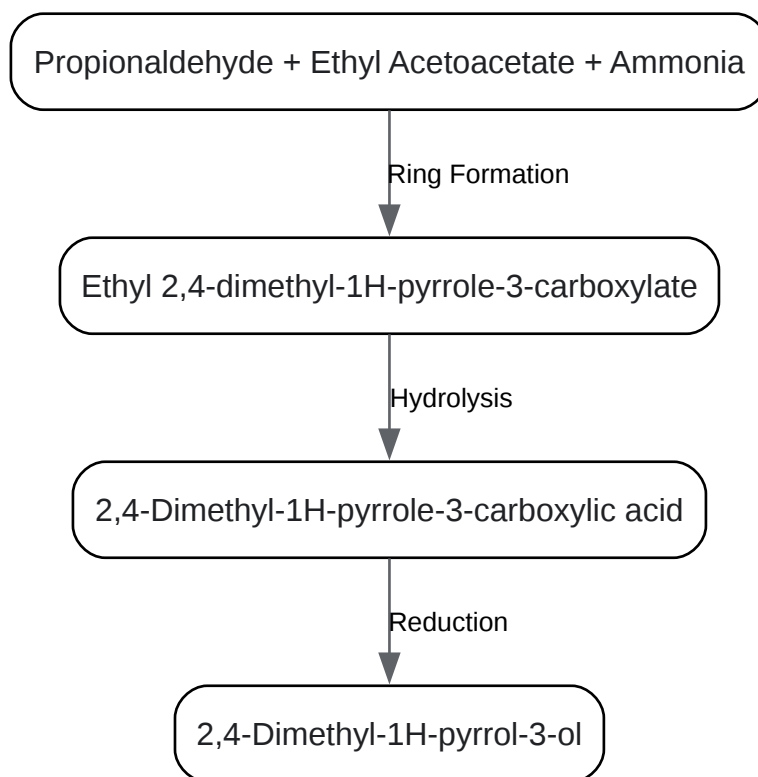 Propionaldehyde + Ethyl Acetoacetate + Ammonia
Ring Formation
Ethyl 2,4-dimethyl-1H-pyrrole-3-carboxylate
Hydrolysis
2,4-Dimethyl-1H-pyrrole-3-carboxylic acid
Reduction
2,4-Dimethyl-1H-pyrrol-3-ol